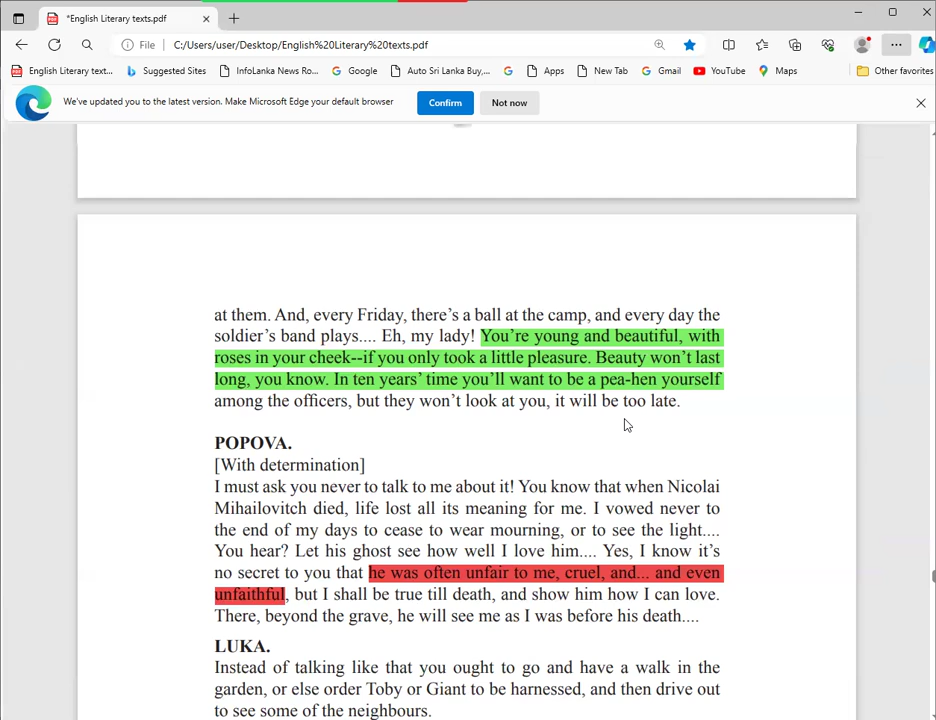 *English Literary texts.pdf
File
C:/Users/user/Desktop/English%20Literary%20texts.pdf
English Literary text...
Suggested Sites
InfoLanka News Ro...
Google
Auto Sri Lanka Buy,...
Apps
New Tab
Gmail
YouTube
Maps
Other favorites
We've updated you to the latest version. Make Microsoft Edge your default browser
Confirm
Not now
at them. And, every Friday, there's a ball at the camp, and every day the
soldier's band plays.... Eh, my lady! You're young and beautiful, with
roses in your cheek--if you only took a little pleasure. Beauty won't last
long, you know. In ten years' time you'll want to be a pea-hen yourself
among the officers, but they won't look at you, it will be too late.
POPOVA.
[With determination]
I must ask you never to talk to me about it! You know that when Nicolai
Mihailovitch died, life lost all its meaning for me. I vowed never to
the end of my days to cease to wear mourning, or to see the light....
You hear? Let his ghost see how well I love him.... Yes, I know it's
no secret to you that he was often unfair to me, cruel, and... and even
unfaithful, but I shall be true till death, and show him how I can love.
There, beyond the grave, he will see me as I was before his death....
LUKA.
Instead of talking like that you ought to go and have a walk in the
garden, or else order Toby or Giant to be harnessed, and then drive out
to see some of the neighbours.